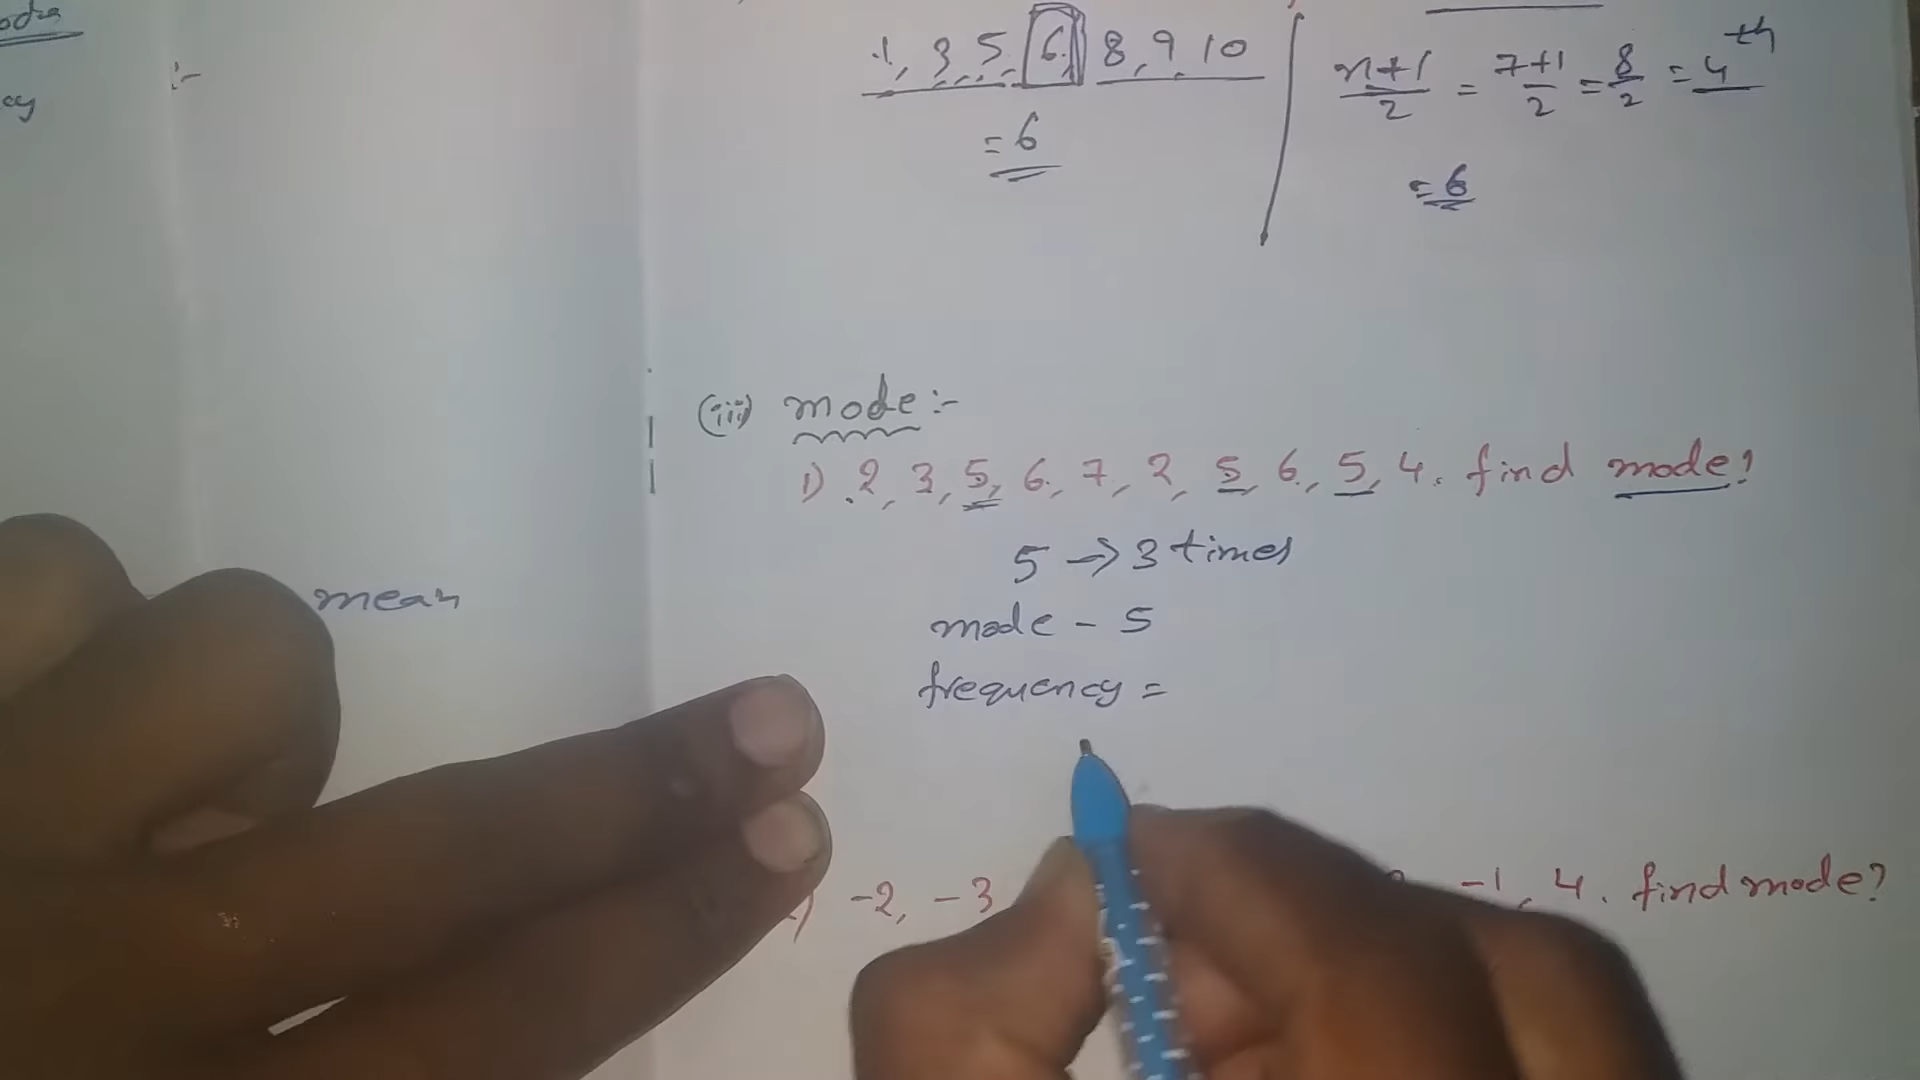 :-
1, 3, 5, 6, 8, 9, 10
= 6
n+1/2 = 7+1/2 = 8/2 = 4th
= 6
(iii) mode:-
1) 2, 3, 5, 6, 7, 2, 5, 6, 5, 4. find mode?
5 → 3 times
mode - 5
frequency =
mean
-2, -3
-1, 4. find mode?